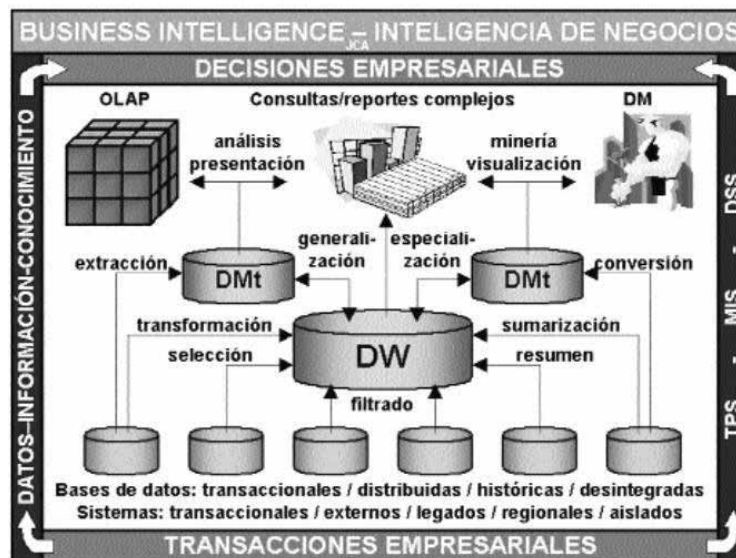 BUSINESS INTELLIGENCE – INTELIGENCIA DE NEGOCIOS
JCA
DECISIONES EMPRESARIALES
OLAP
Consultas/reportes complejos
DM
análisis
presentación
minería
visualización
generali-
zación
especiali-
zación
extracción
DMt
DMt
conversión
transformación
sumarización
selección
DW
resumen
filtrado
Bases de datos: transaccionales / distribuidas / históricas / desintegradas
Sistemas: transaccionales / externos / legados / regionales / aislados
TRANSACCIONES EMPRESARIALES
DATOS–INFORMACIÓN-CONOCIMIENTO
TPS - MIS - DSS